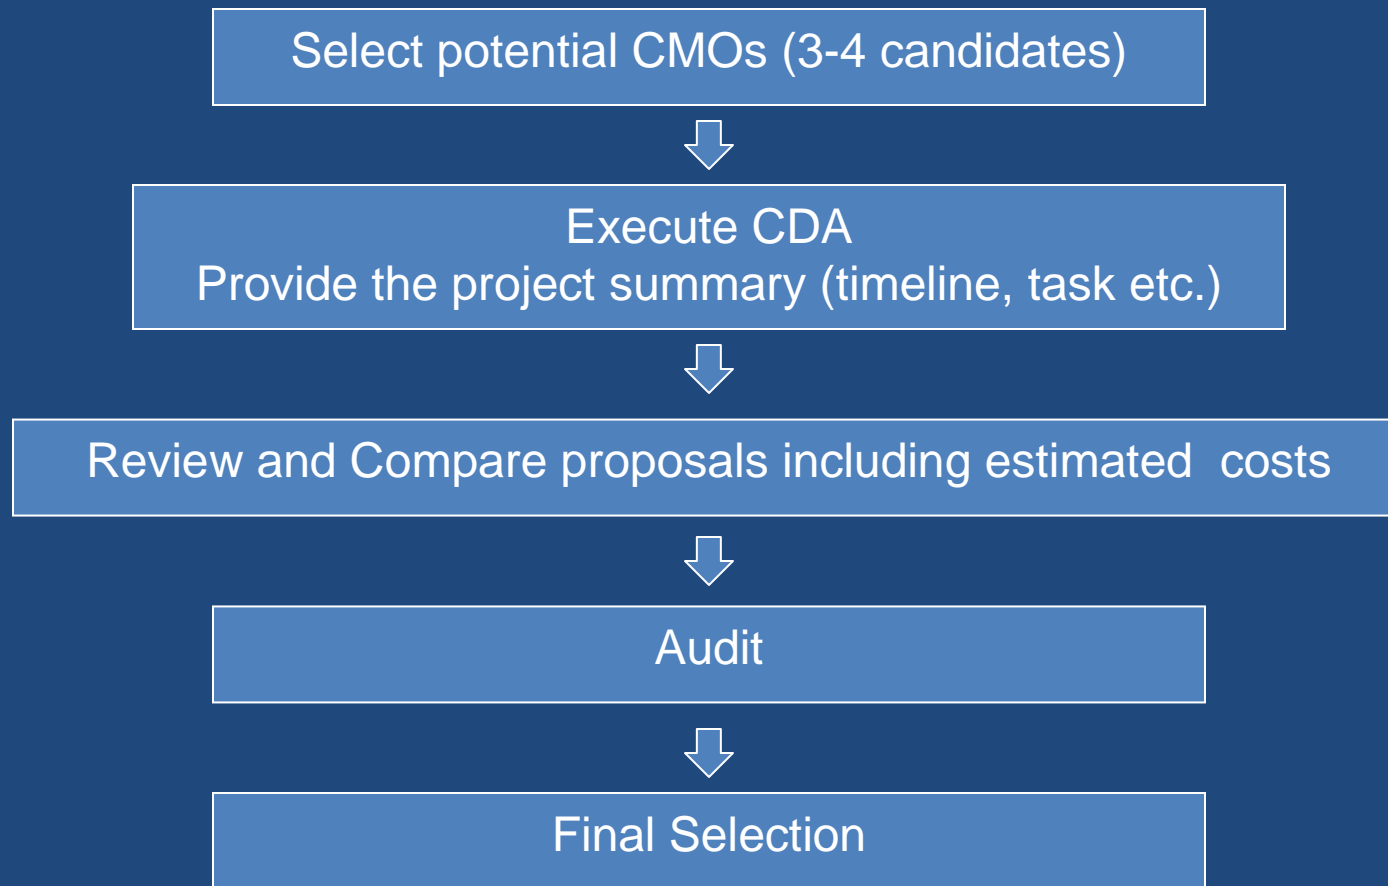 Select potential CMOs (3-4 candidates)
Execute CDA
Provide the project summary (timeline, task etc.)
Review and Compare proposals including estimated  costs
Audit
Final Selection